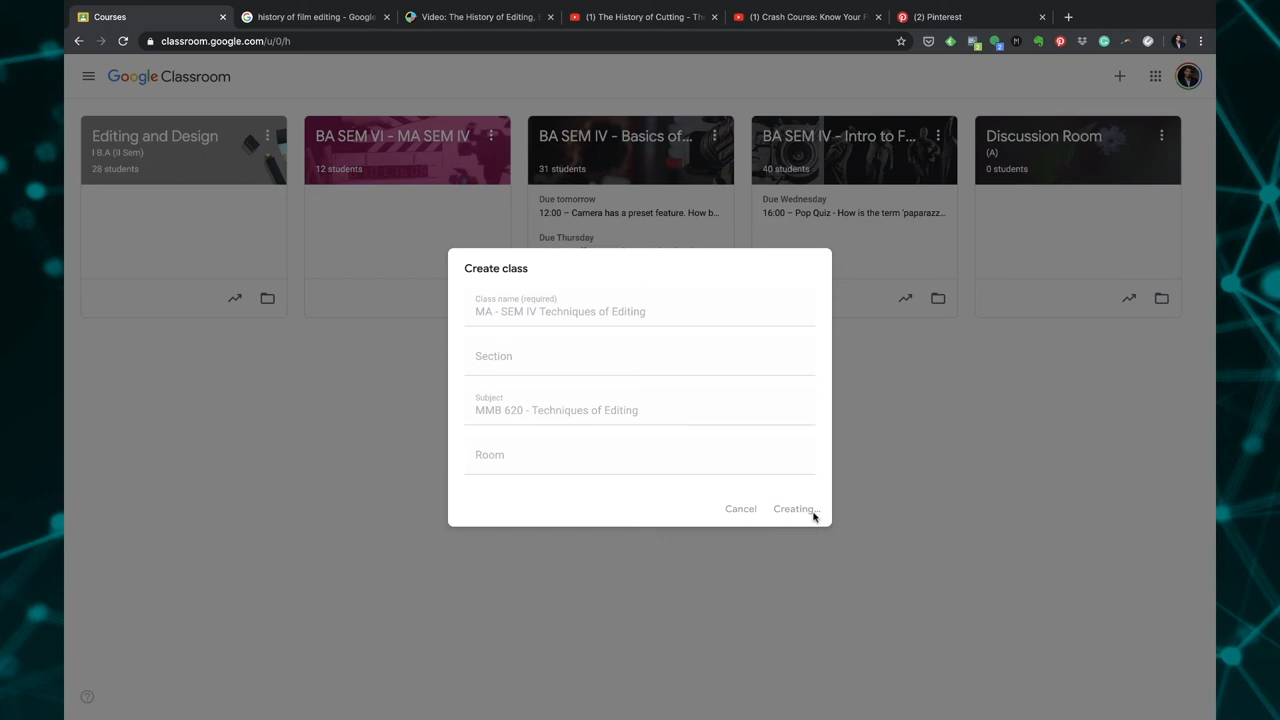 Courses
history of film editing - Google
Video: The History of Editing, E
(1) The History of Cutting - The
(1) Crash Course: Know Your F
(2) Pinterest
classroom.google.com/u/0/h
Google Classroom
Editing and Design
I B.A (II Sem)
28 students
BA SEM VI - MA SEM IV
12 students
BA SEM IV - Basics of...
31 students
Due tomorrow
12:00 – Camera has a preset feature. How b...
Due Thursday
BA SEM IV - Intro to F...
40 students
Due Wednesday
16:00 – Pop Quiz - How is the term 'paparazz...
Discussion Room
(A)
0 students
Create class
Class name (required)
MA - SEM IV Techniques of Editing
Section
Subject
MMB 620 - Techniques of Editing
Room
Cancel Creating...